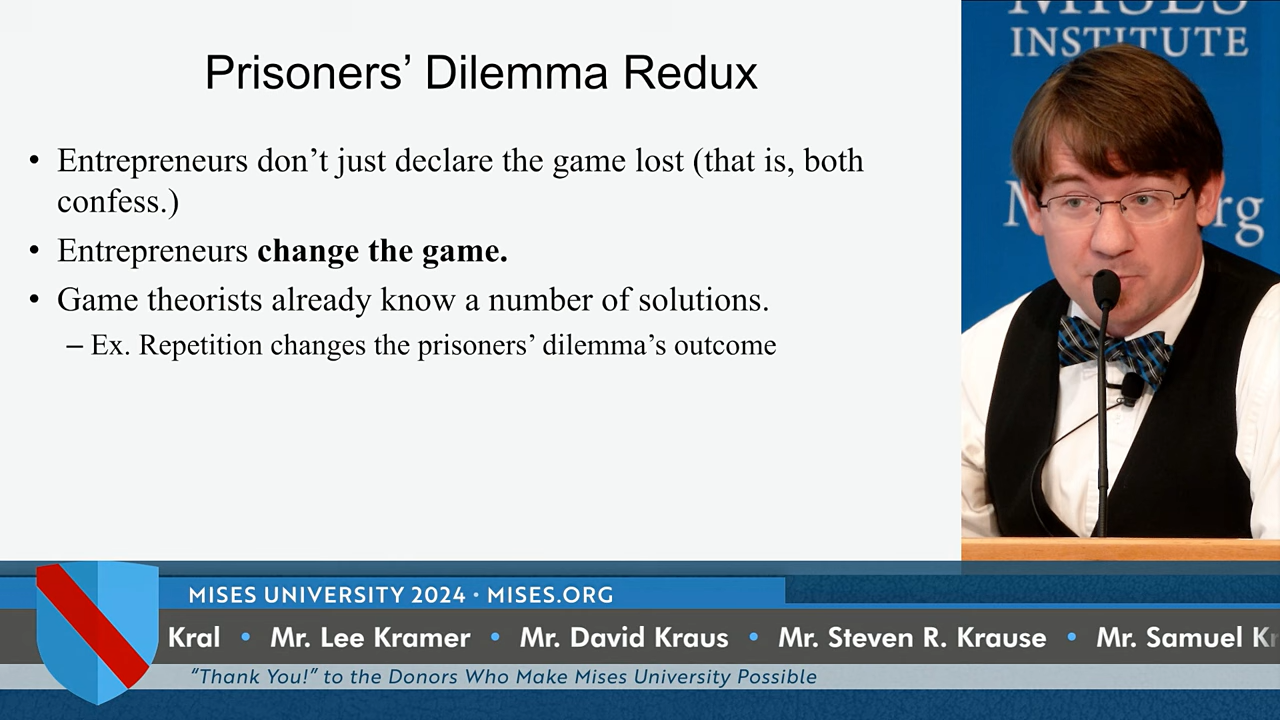 Prisoners’ Dilemma Redux
• Entrepreneurs don’t just declare the game lost (that is, both
confess.)
• Entrepreneurs change the game.
• Game theorists already know a number of solutions.
– Ex. Repetition changes the prisoners’ dilemma’s outcome
MISES
INSTITUTE
MISES UNIVERSITY 2024 • MISES.ORG
Kral • Mr. Lee Kramer • Mr. David Kraus • Mr. Steven R. Krause • Mr. Samuel
“Thank You!” to the Donors Who Make Mises University Possible